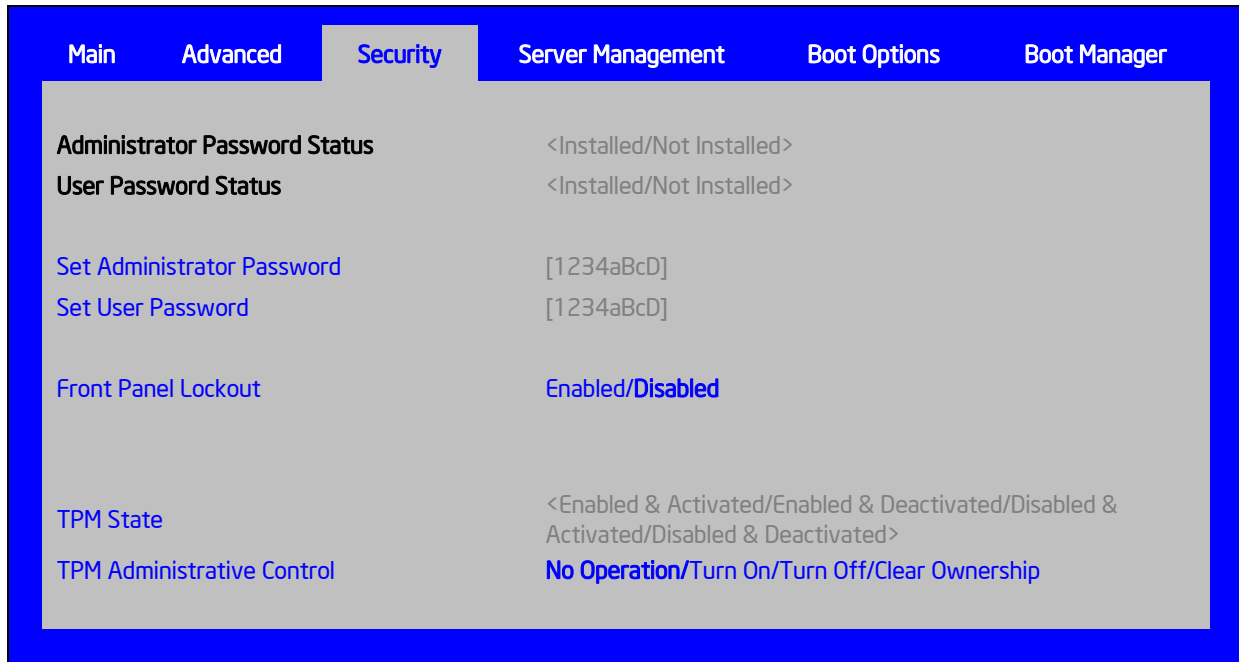 Main Advanced Security Server Management Boot Options Boot Manager
Administrator Password Status <Installed/Not Installed>
User Password Status <Installed/Not Installed>
Set Administrator Password [1234aBcD]
Set User Password [1234aBcD]
Front Panel Lockout Enabled/Disabled
TPM State <Enabled & Activated/Enabled & Deactivated/Disabled &
Activated/Disabled & Deactivated>
TPM Administrative Control No Operation/Turn On/Turn Off/Clear Ownership